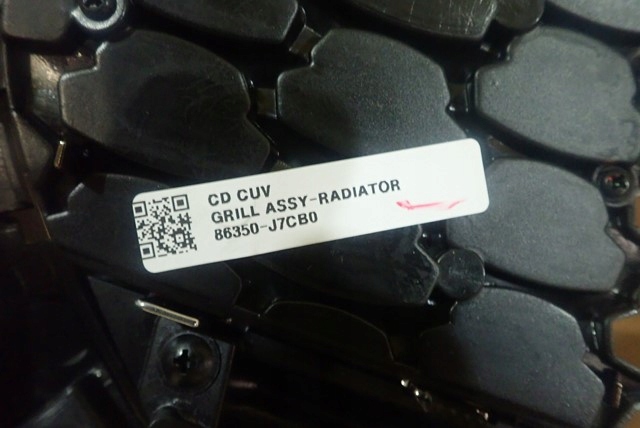 CD CUV
GRILL ASSY-RADIATOR
86350-J7CB0